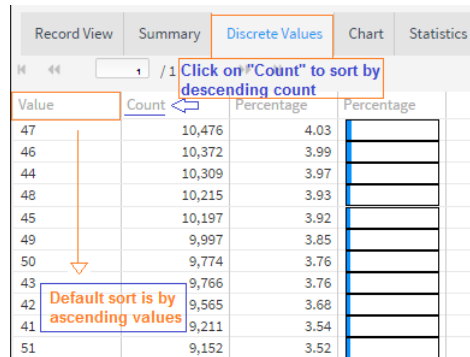 Record View Summary Discrete Values Chart Statistics
1 / 1
Click on "Count" to sort by
descending count
Value Count Percentage Percentage
47 10,476 4.03
46 10,372 3.99
44 10,309 3.97
48 10,215 3.93
45 10,197 3.92
49 9,997 3.85
50 9,774 3.76
43 9,766 3.76
42 9,565 3.68
41 9,211 3.54
51 9,152 3.52
Default sort is by
ascending values